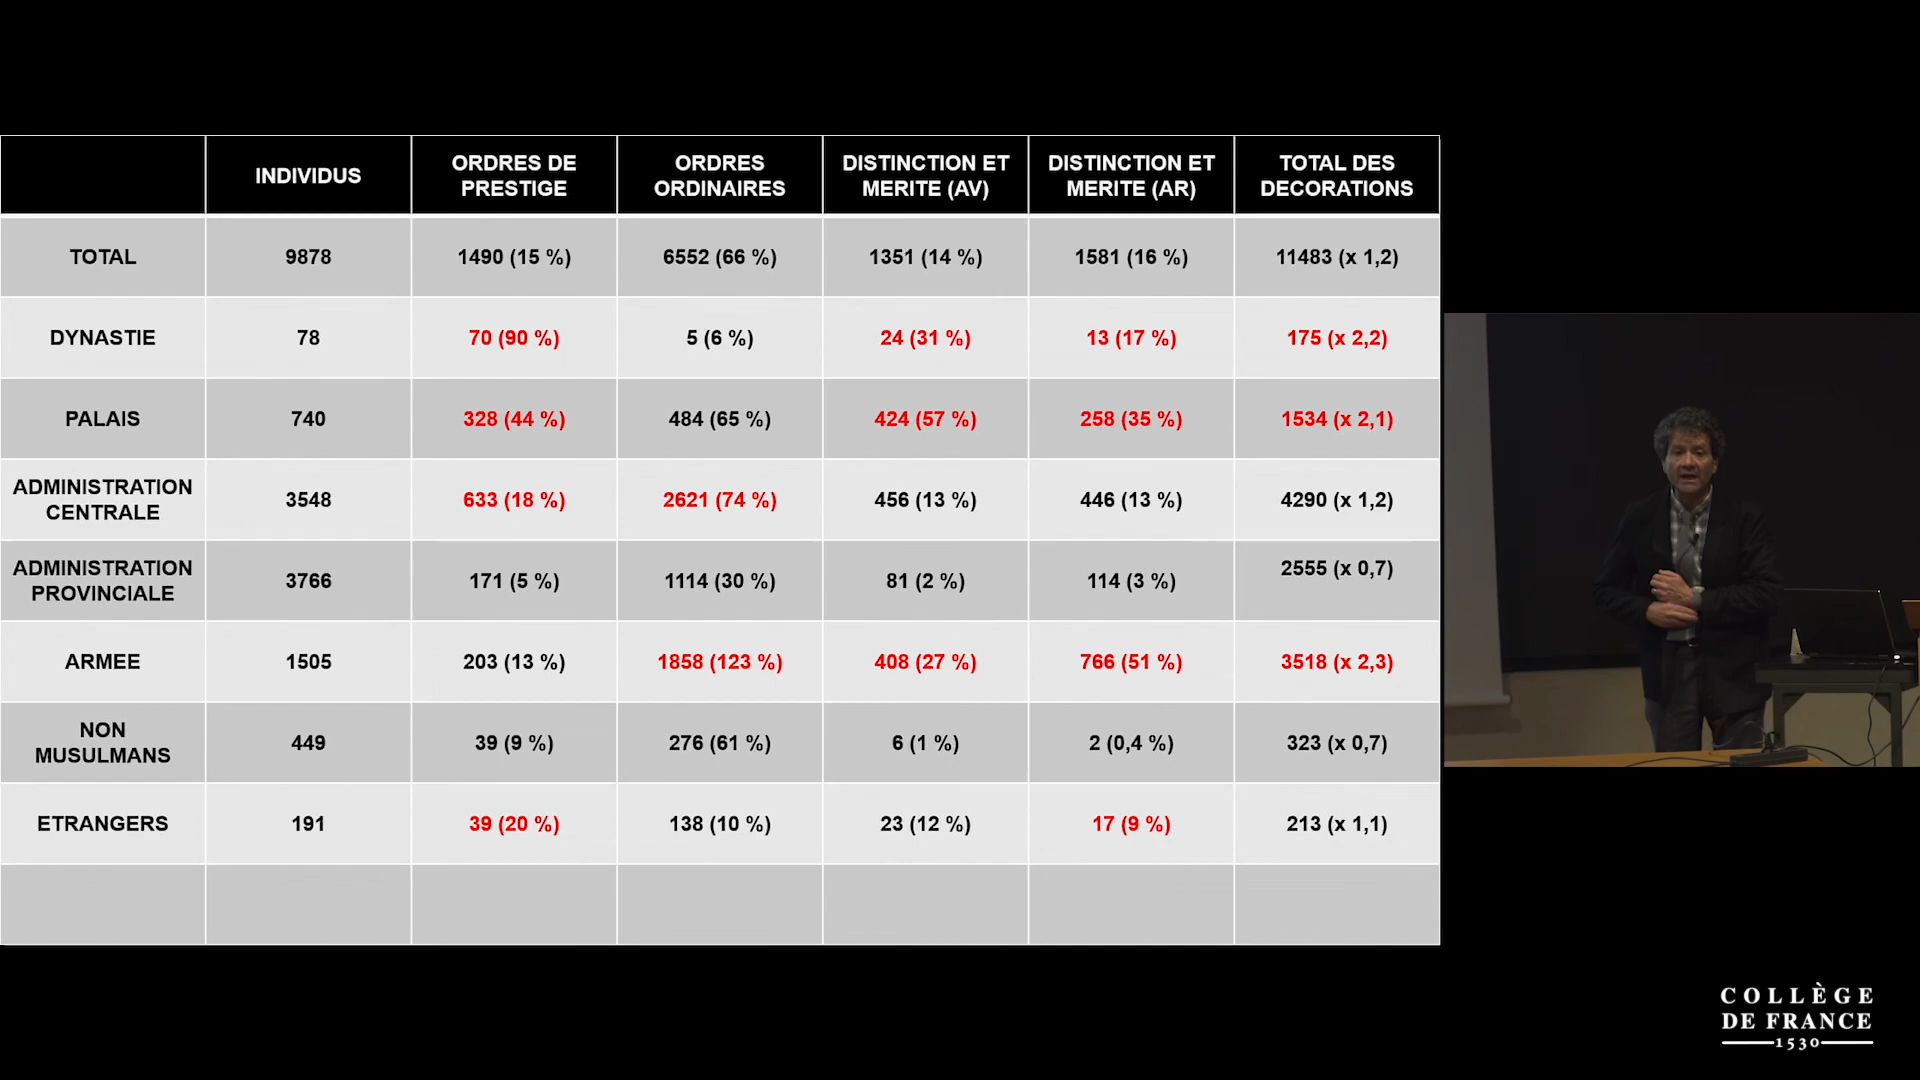 INDIVIDUS
ORDRES DE
PRESTIGE
ORDRES
ORDINAIRES
DISTINCTION ET
MERITE (AV)
DISTINCTION ET
MERITE (AR)
TOTAL DES
DECORATIONS
TOTAL
9878
1490 (15 %)
6552 (66 %)
1351 (14 %)
1581 (16 %)
11483 (x 1,2)
DYNASTIE
78
70 (90 %)
5 (6 %)
24 (31 %)
13 (17 %)
175 (x 2,2)
PALAIS
740
328 (44 %)
484 (65 %)
424 (57 %)
258 (35 %)
1534 (x 2,1)
ADMINISTRATION
CENTRALE
3548
633 (18 %)
2621 (74 %)
456 (13 %)
446 (13 %)
4290 (x 1,2)
ADMINISTRATION
PROVINCIALE
3766
171 (5 %)
1114 (30 %)
81 (2 %)
114 (3 %)
2555 (x 0,7)
ARMEE
1505
203 (13 %)
1858 (123 %)
408 (27 %)
766 (51 %)
3518 (x 2,3)
NON
MUSULMANS
449
39 (9 %)
276 (61 %)
6 (1 %)
2 (0,4 %)
323 (x 0,7)
ETRANGERS
191
39 (20 %)
138 (10 %)
23 (12 %)
17 (9 %)
213 (x 1,1)
COLLÈGE
DE FRANCE
1530